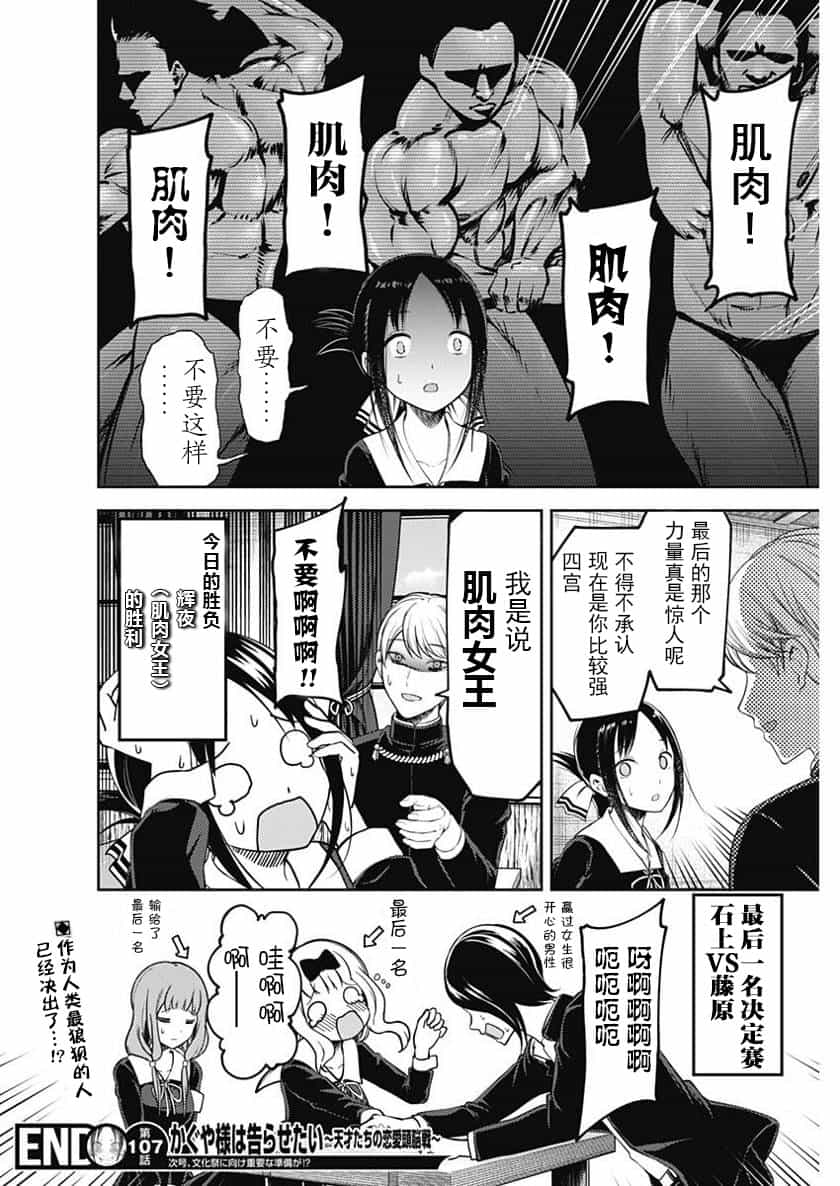 肌肉！
肌肉！
肌肉！
肌肉！
不要……
不要这样
……
最后的那个
力量真是惊人呢
不得不承认
现在是你比较强
四宫
我是说
肌肉女王
不要啊啊啊!!
今日的胜负
辉夜
（肌肉女王）
的胜利
最后一名决定赛
石上VS藤原
呀啊啊啊啊
呃呃呃呃
赢过女生很
开心的男性
最后一名
哇啊啊
啊——
输给了
最后一名
◆作为人类最狼狈的人
已经决出了…!?
END
第
107
話
かぐや様は告らせたい
～天才たちの恋愛頭脳戦～
次号、文化祭に向け重要な準備が!?